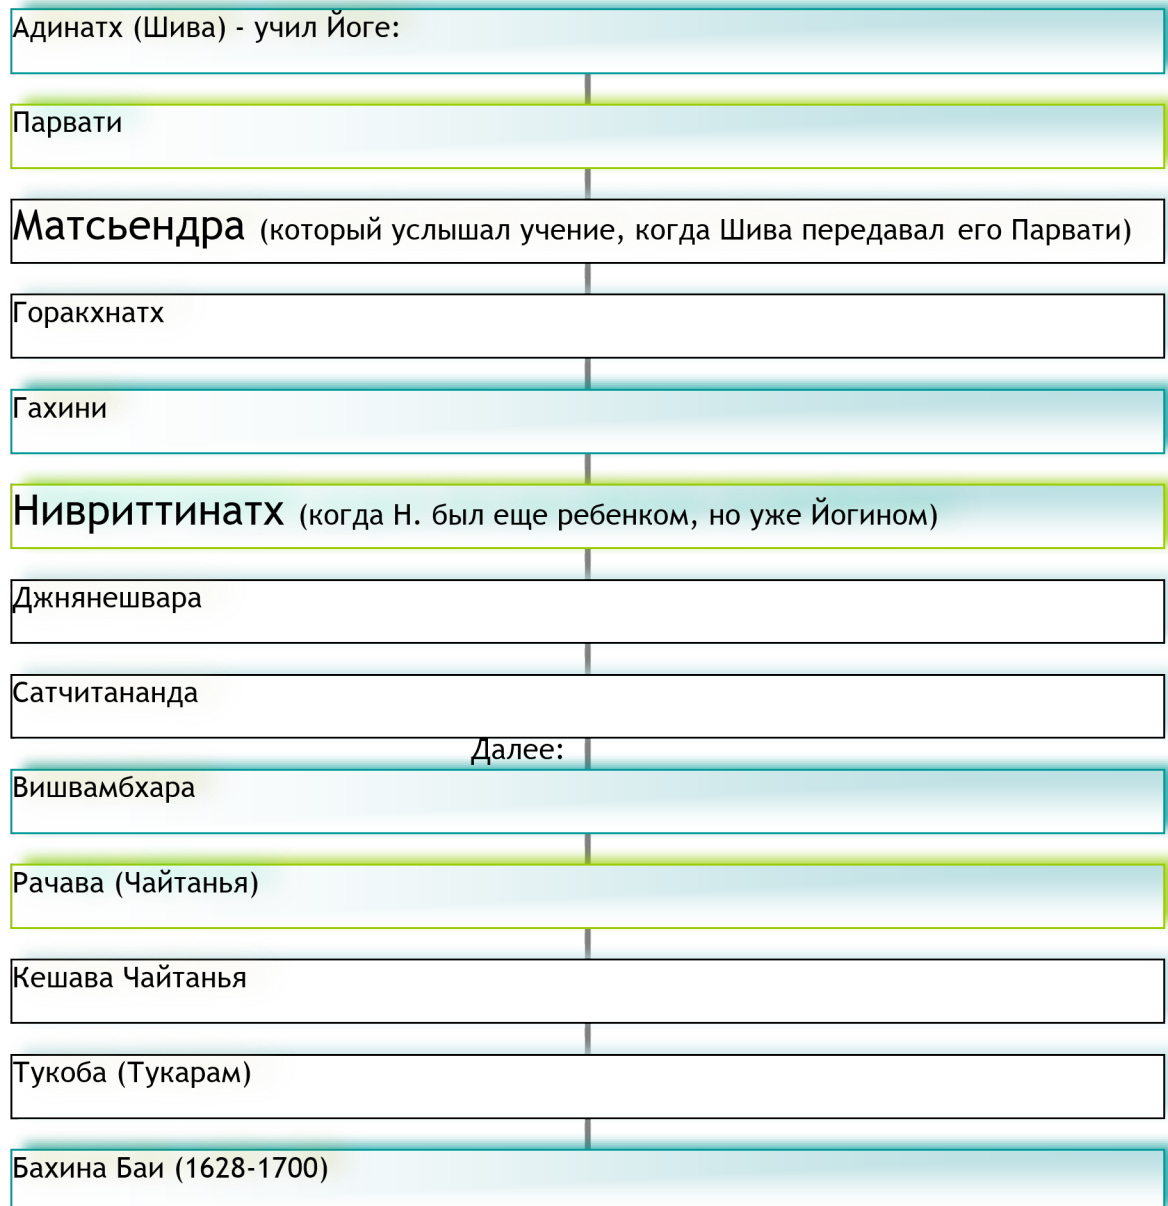 Адинатх (Шива) - учил Йоге:
Парвати
Матсьендра (который услышал учение, когда Шива передавал его Парвати)
Горакхнатх
Гахини
Нивриттинатх (когда Н. был еще ребенком, но уже Йогином)
Джнянешвара
Сатчитананда
Далее:
Вишвамбхара
Рачава (Чайтанья)
Кешава Чайтанья
Тукоба (Тукарам)
Бахина Баи (1628-1700)